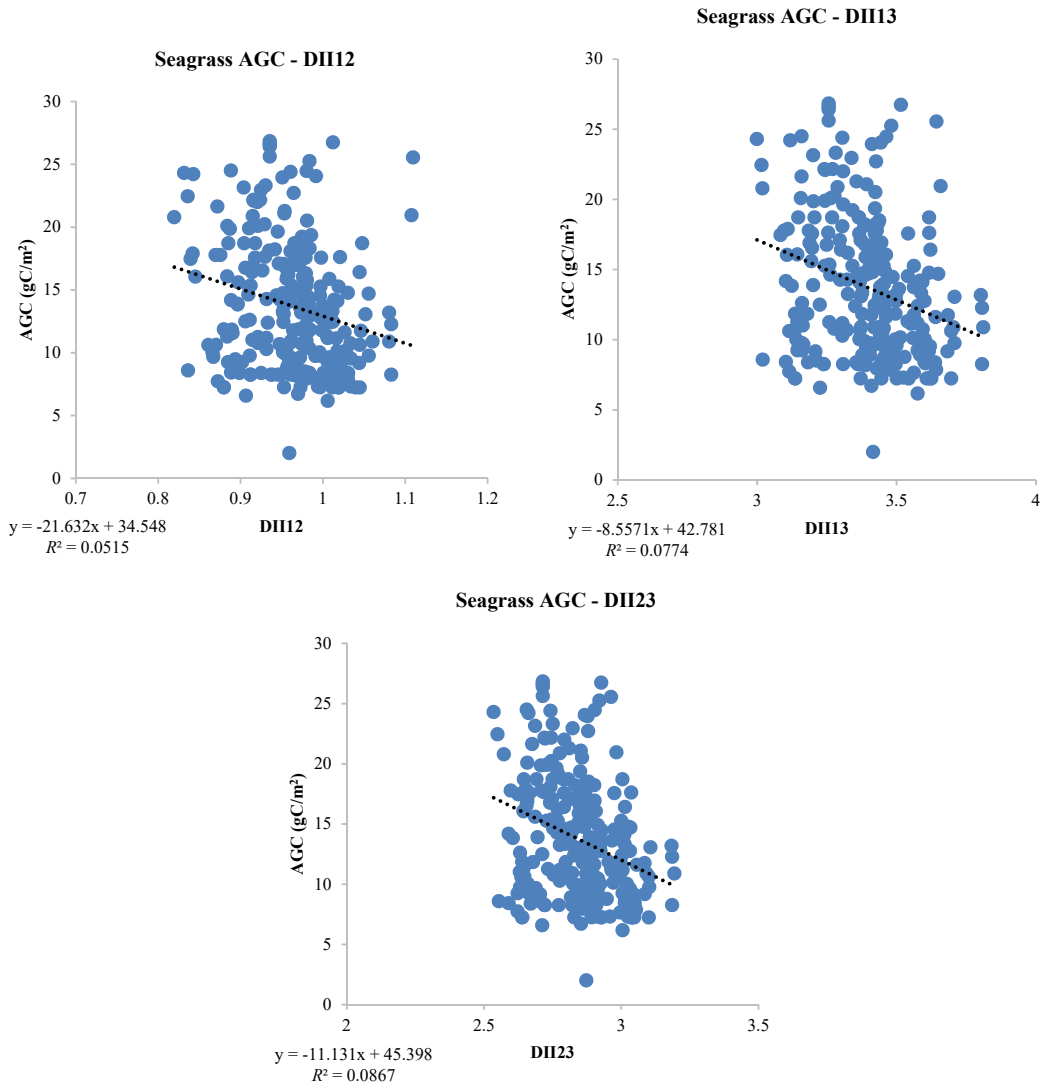 Seagrass AGC - DII12
30
25
20
15
10
5
0
AGC (gC/m²)
0.7
0.8
0.9
1
1.1
1.2
DII12
y = -21.632x + 34.548
R² = 0.0515
Seagrass AGC - DII13
30
25
20
15
10
5
0
AGC (gC/m²)
2.5
3
3.5
4
DII13
y = -8.5571x + 42.781
R² = 0.0774
Seagrass AGC - DII23
30
25
20
15
10
5
0
AGC (gC/m²)
2
2.5
3
3.5
DII23
y = -11.131x + 45.398
R² = 0.0867